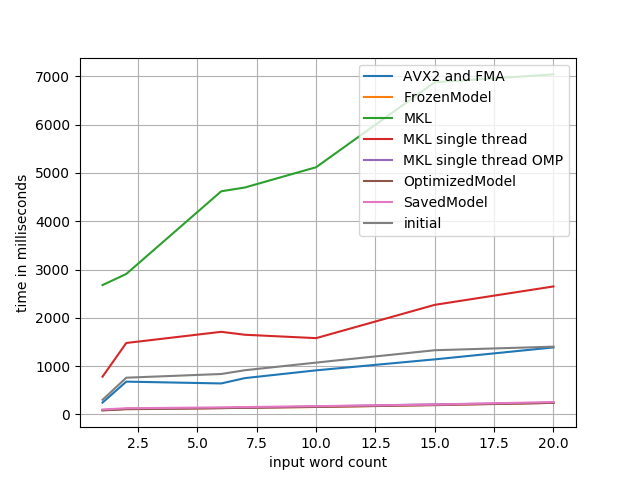 7000
6000
5000
4000
3000
2000
1000
0
time in milliseconds
AVX2 and FMA
FrozenModel
MKL
MKL single thread
MKL single thread OMP
OptimizedModel
SavedModel
initial
2.5 5.0 7.5 10.0 12.5 15.0 17.5 20.0
input word count